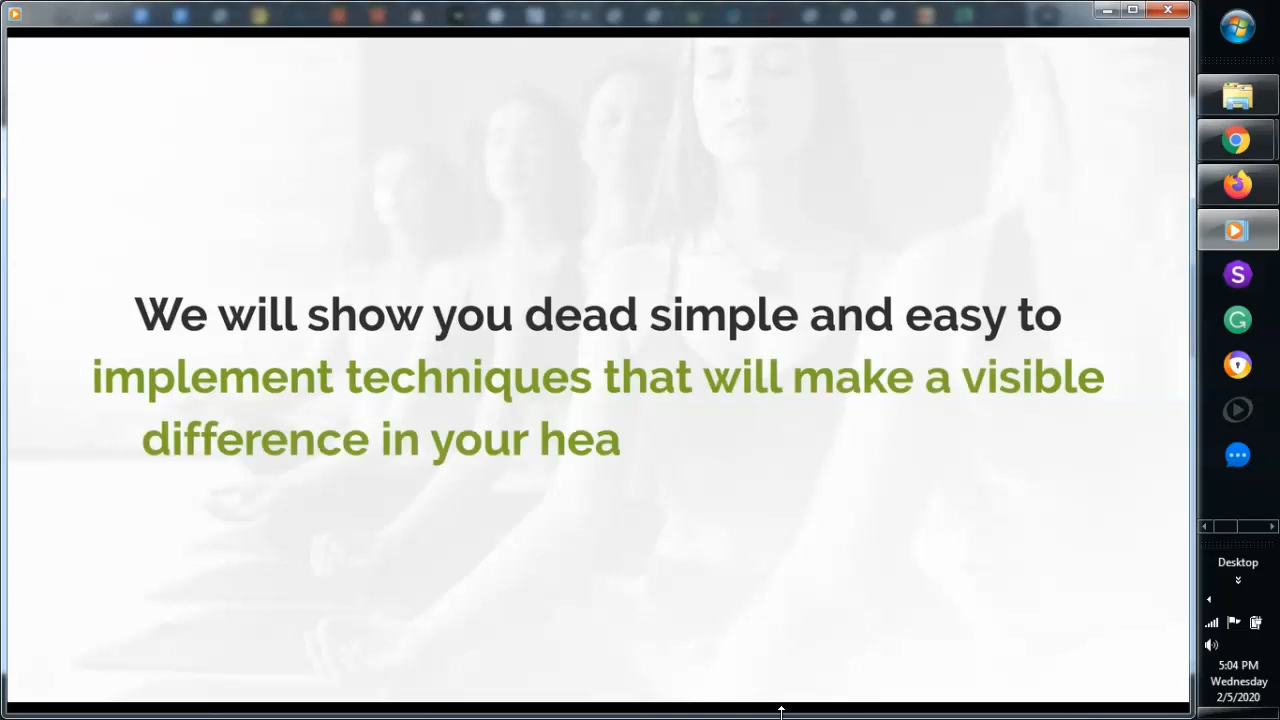 We will show you dead simple and easy to
implement techniques that will make a visible
difference in your hea
Desktop
5:04 PM
Wednesday
2/5/2020